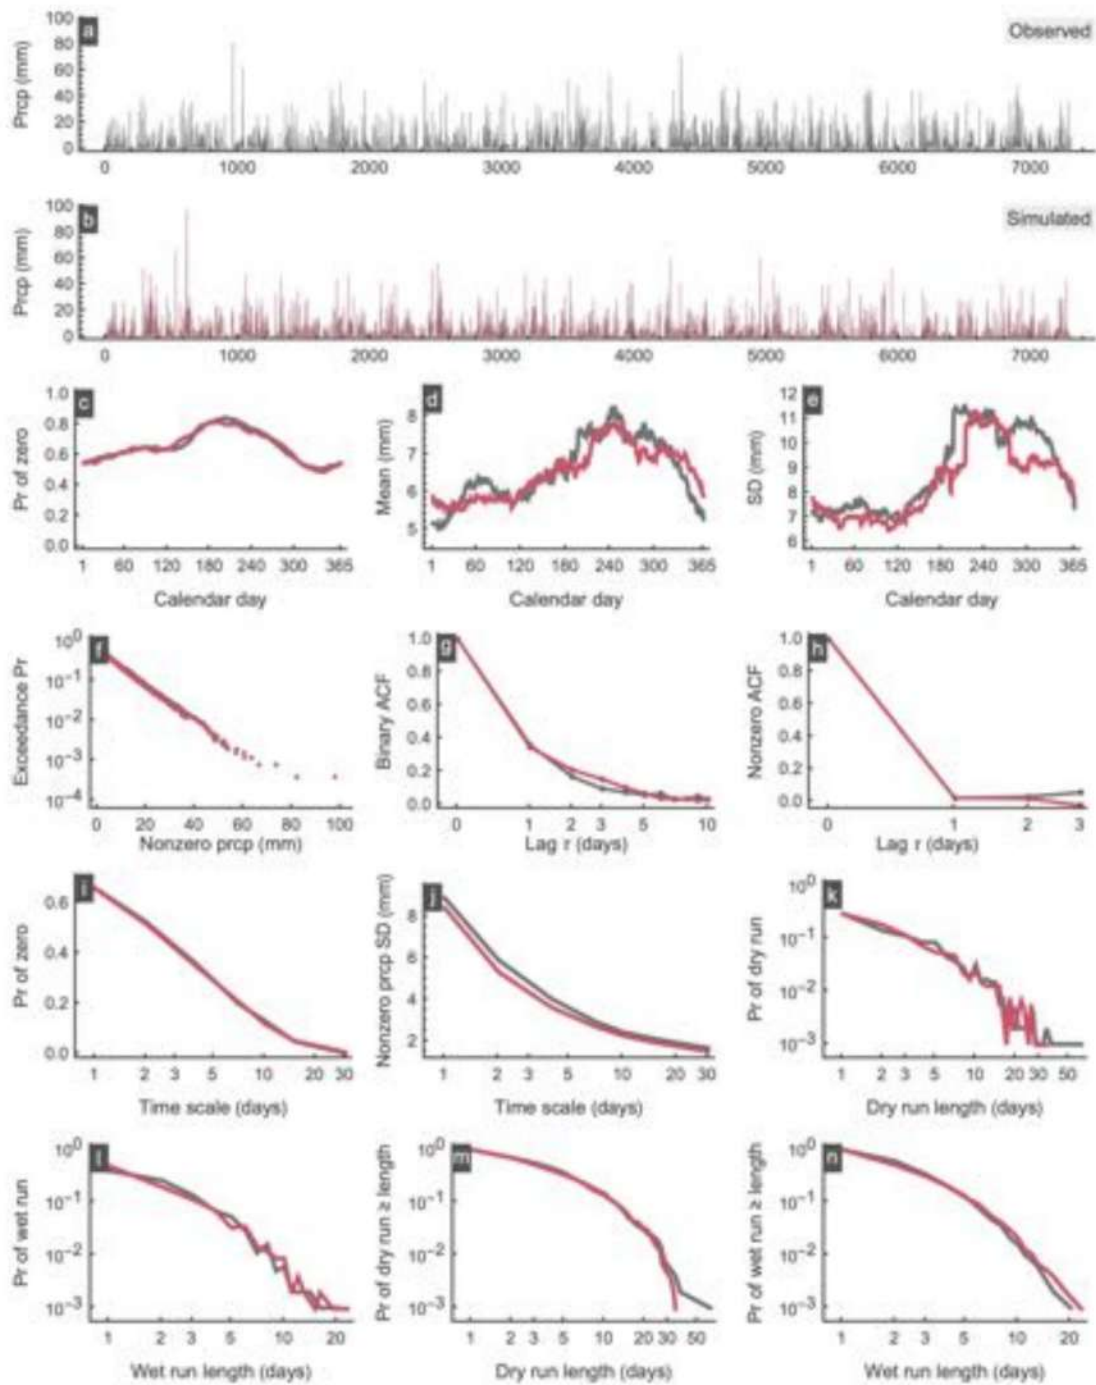 a
Observed
Prcp (mm)
100
80
60
40
20
0
0 1000 2000 3000 4000 5000 6000 7000
b
Simulated
Prcp (mm)
100
80
60
40
20
0
0 1000 2000 3000 4000 5000 6000 7000
c
Pr of zero
1.0
0.8
0.6
0.4
0.2
0.0
1 60 120 180 240 300 365
Calendar day
d
Mean (mm)
8
7
6
5
1 60 120 180 240 300 365
Calendar day
e
SD (mm)
12
11
10
9
8
7
6
1 60 120 180 240 300 365
Calendar day
f
Exceedance Pr
10^0
10^-1
10^-2
10^-3
10^-4
0 20 40 60 80 100
Nonzero prcp (mm)
g
Binary ACF
1.0
0.8
0.6
0.4
0.2
0.0
0 1 2 3 5 10
Lag τ (days)
h
Nonzero ACF
1.0
0.8
0.6
0.4
0.2
0.0
0 1 2 3
Lag τ (days)
i
Pr of zero
0.6
0.4
0.2
0.0
1 2 3 5 10 20 30
Time scale (days)
j
Nonzero prcp SD (mm)
8
6
4
2
1 2 3 5 10 20 30
Time scale (days)
k
Pr of dry run
10^0
10^-1
10^-2
10^-3
1 2 3 5 10 20 30 50
Dry run length (days)
l
Pr of wet run
10^0
10^-1
10^-2
10^-3
1 2 3 5 10 20
Wet run length (days)
m
Pr of dry run ≥ length
10^0
10^-1
10^-2
10^-3
1 2 3 5 10 20 30 50
Dry run length (days)
n
Pr of wet run ≥ length
10^0
10^-1
10^-2
10^-3
1 2 3 5 10 20
Wet run length (days)